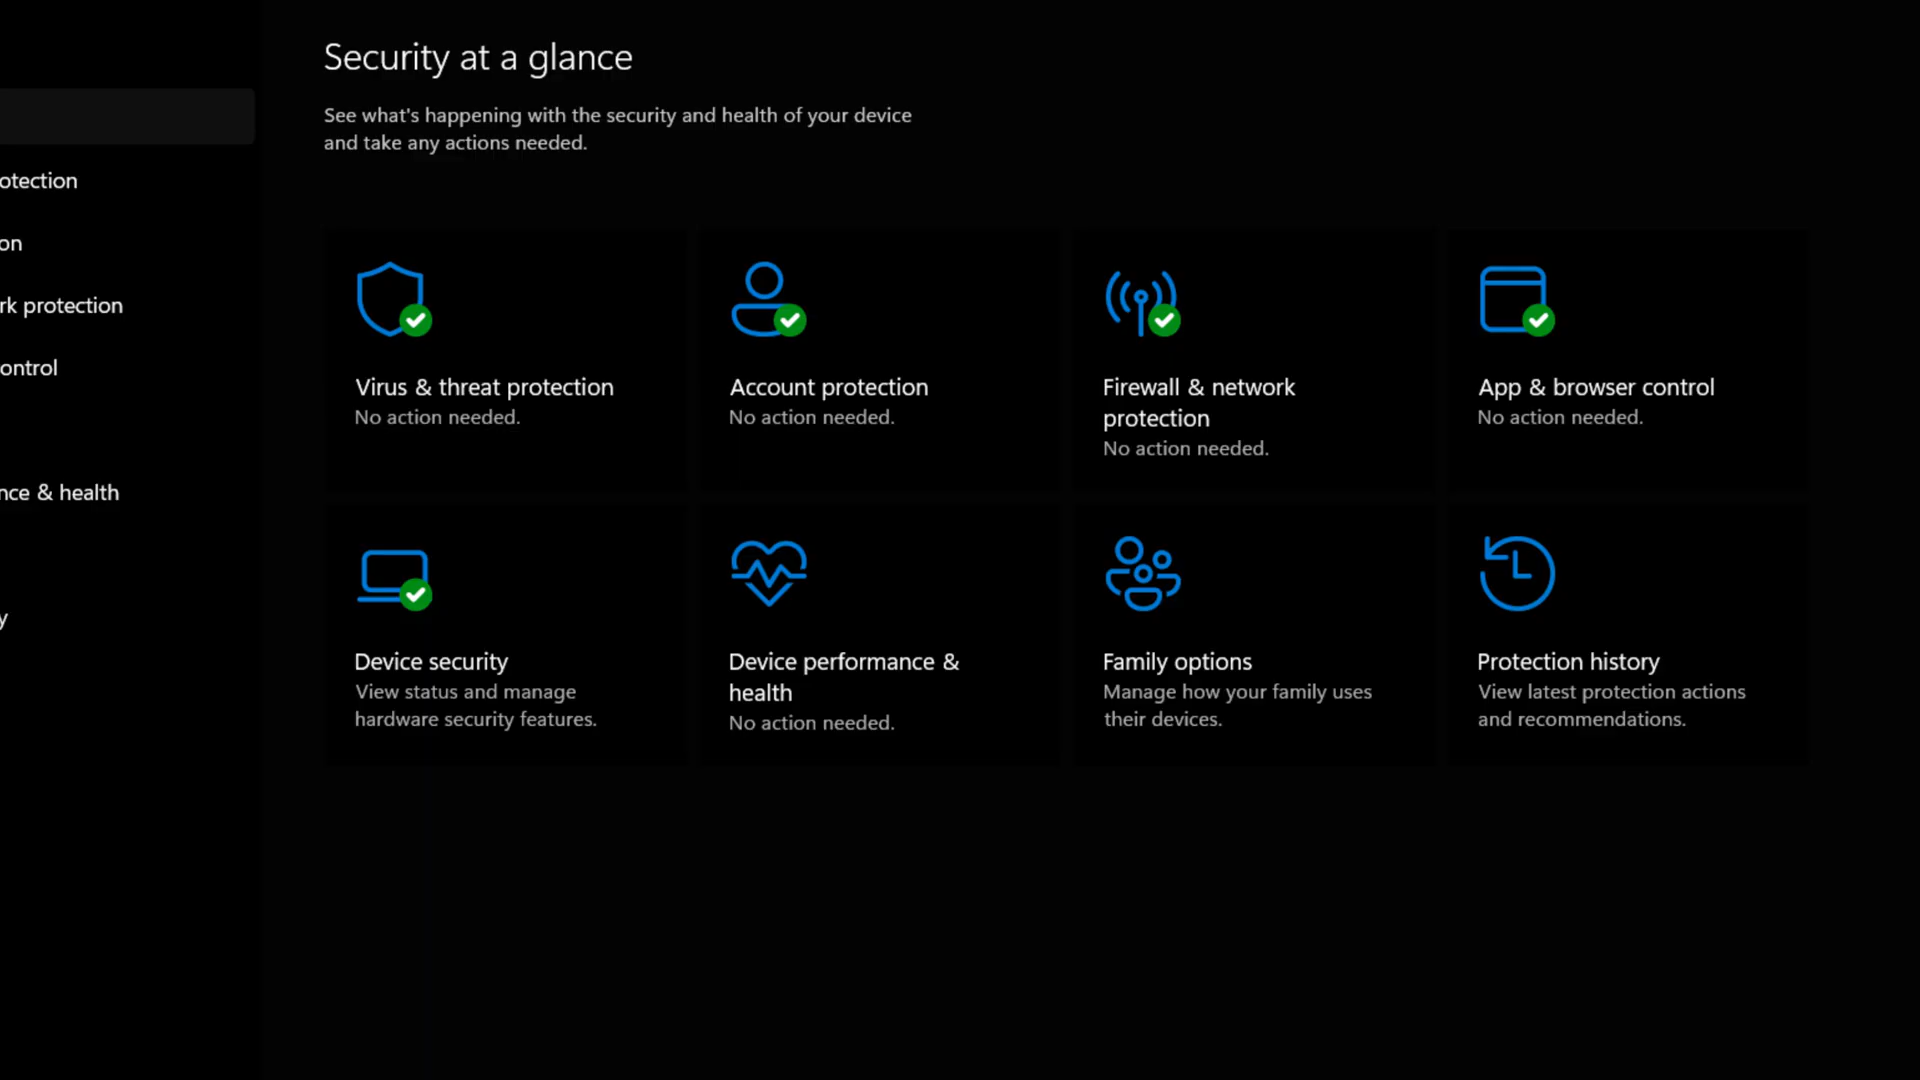 Security at a glance
See what's happening with the security and health of your device
and take any actions needed.
otection
on
rk protection
ontrol
nce & health
y
Virus & threat protection
No action needed.
Account protection
No action needed.
Firewall & network
protection
No action needed.
App & browser control
No action needed.
Device security
View status and manage
hardware security features.
Device performance &
health
No action needed.
Family options
Manage how your family uses
their devices.
Protection history
View latest protection actions
and recommendations.